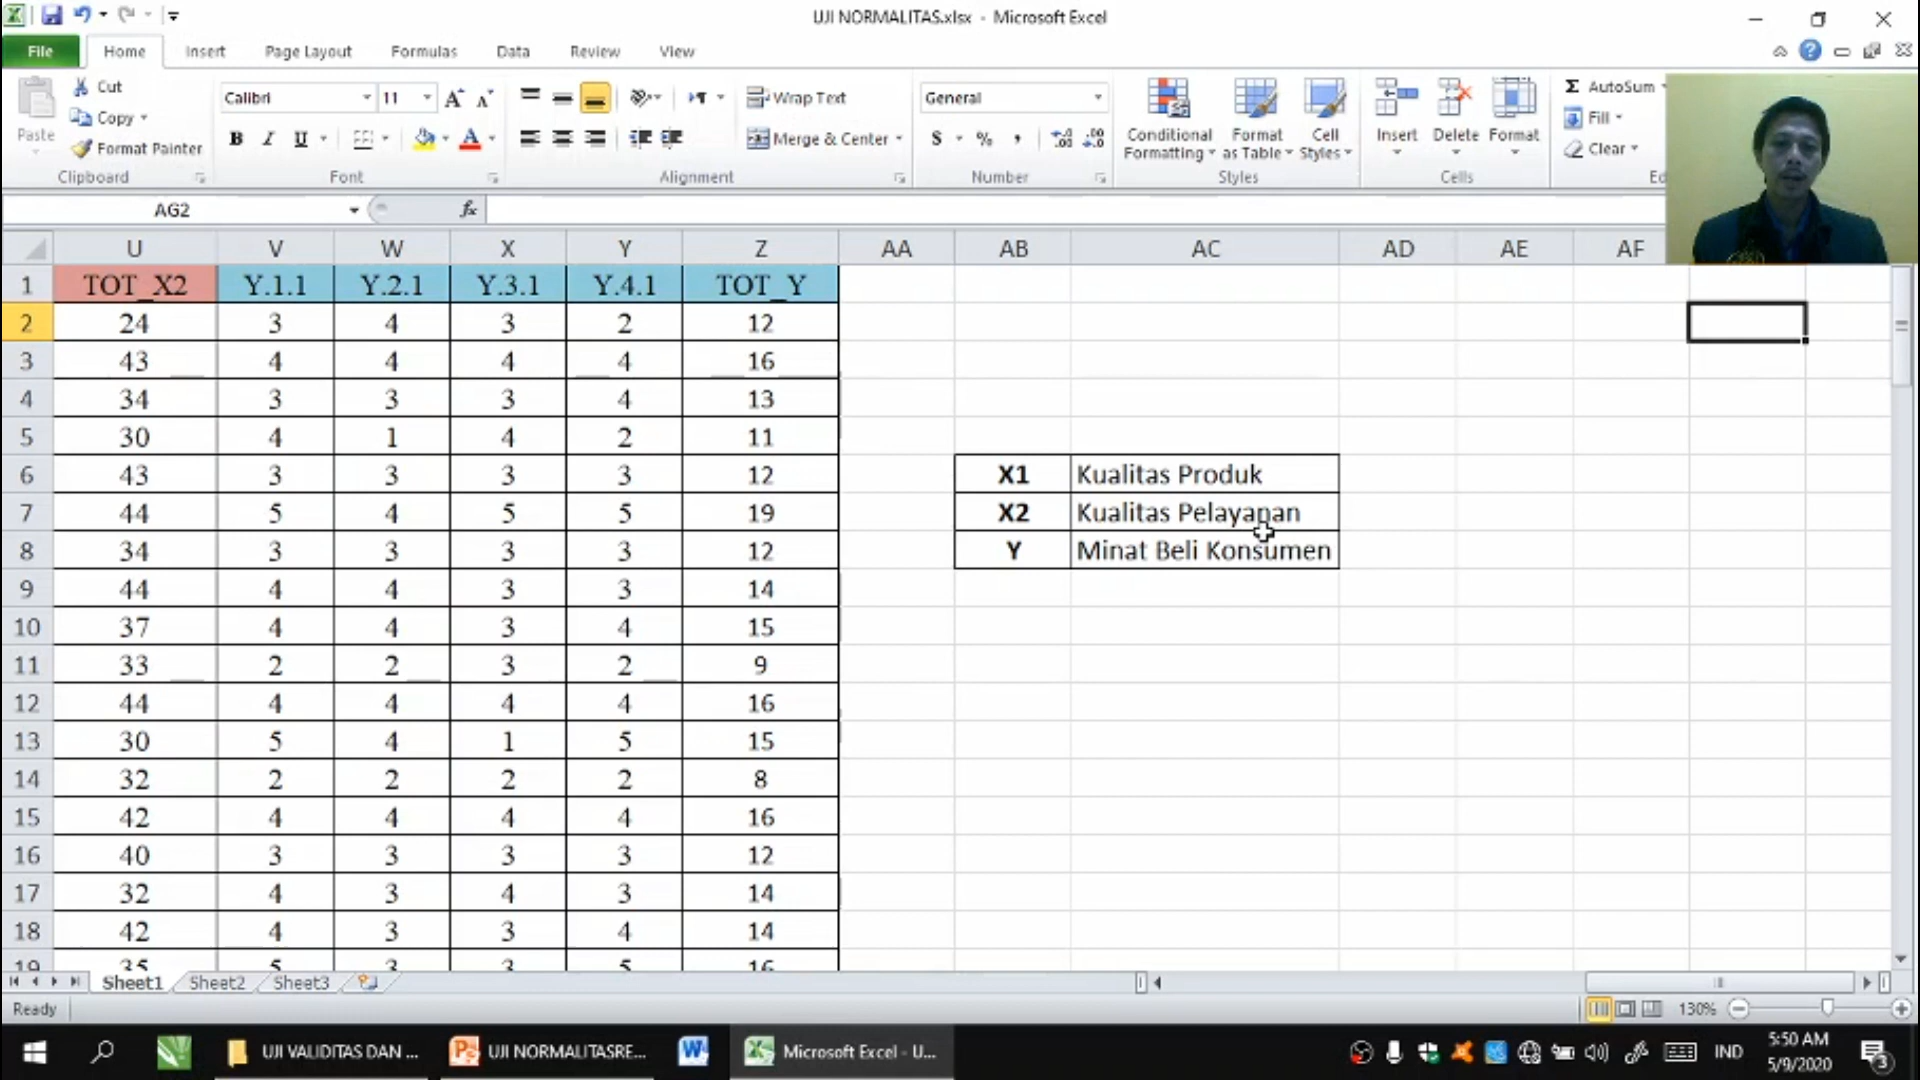 UJI NORMALITAS.xlsx - Microsoft Excel
File Home Insert Page Layout Formulas Data Review View
Paste Cut Copy Format Painter Clipboard
Calibri 11 B I U Font
Wrap Text Merge & Center Alignment
General $ % , Number
Conditional Formatting Format as Table Cell Styles Styles
Insert Delete Format Cells
Σ AutoSum Fill Clear
AG2 fx
U V W X Y Z AA AB AC AD AE AF
1 TOT_X2 Y.1.1 Y.2.1 Y.3.1 Y.4.1 TOT_Y
2 24 3 4 3 2 12
3 43 4 4 4 4 16
4 34 3 3 3 4 13
5 30 4 1 4 2 11
6 43 3 3 3 3 12 X1 Kualitas Produk
7 44 5 4 5 5 19 X2 Kualitas Pelayanan
8 34 3 3 3 3 12 Y Minat Beli Konsumen
9 44 4 4 3 3 14
10 37 4 4 3 4 15
11 33 2 2 3 2 9
12 44 4 4 4 4 16
13 30 5 4 1 5 15
14 32 2 2 2 2 8
15 42 4 4 4 4 16
16 40 3 3 3 3 12
17 32 4 3 4 3 14
18 42 4 3 3 4 14
19 35 5 3 3 5 16
Sheet1 Sheet2 Sheet3
Ready 130%
UJI VALIDITAS DAN ... UJI NORMALITASRE... Microsoft Excel - U... IND 5:50 AM
5/9/2020 3